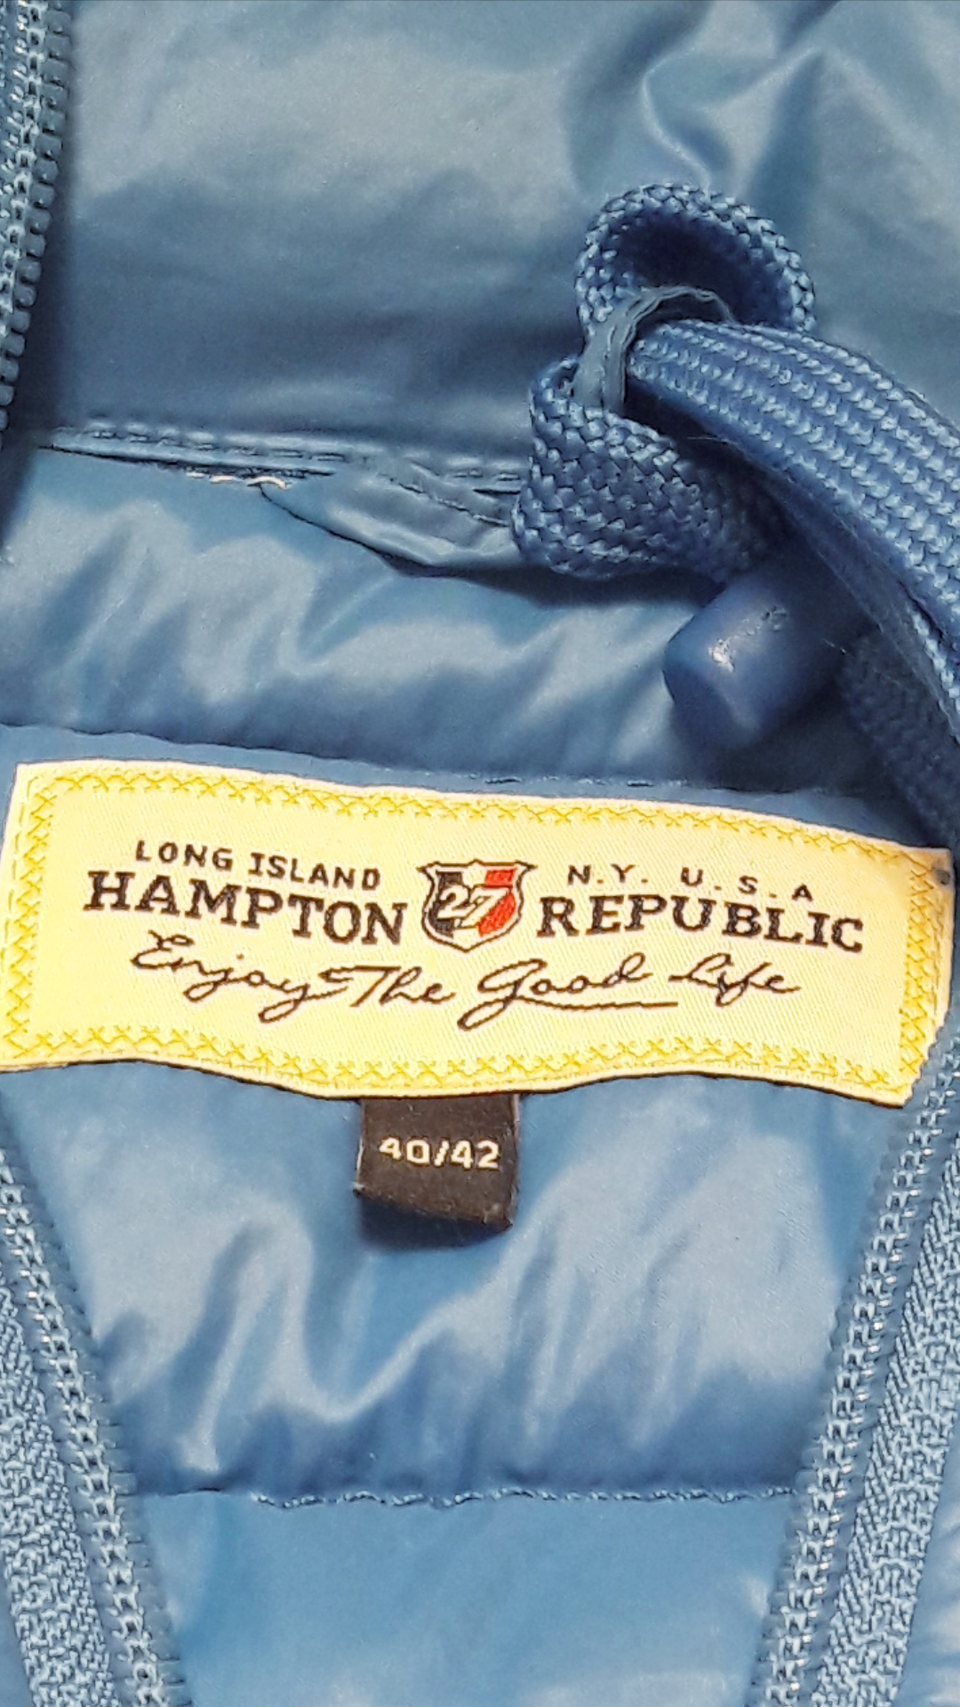 LONG ISLAND N.Y. U.S.A
HAMPTON 27 REPUBLIC
Enjoy The Good Life
40/42